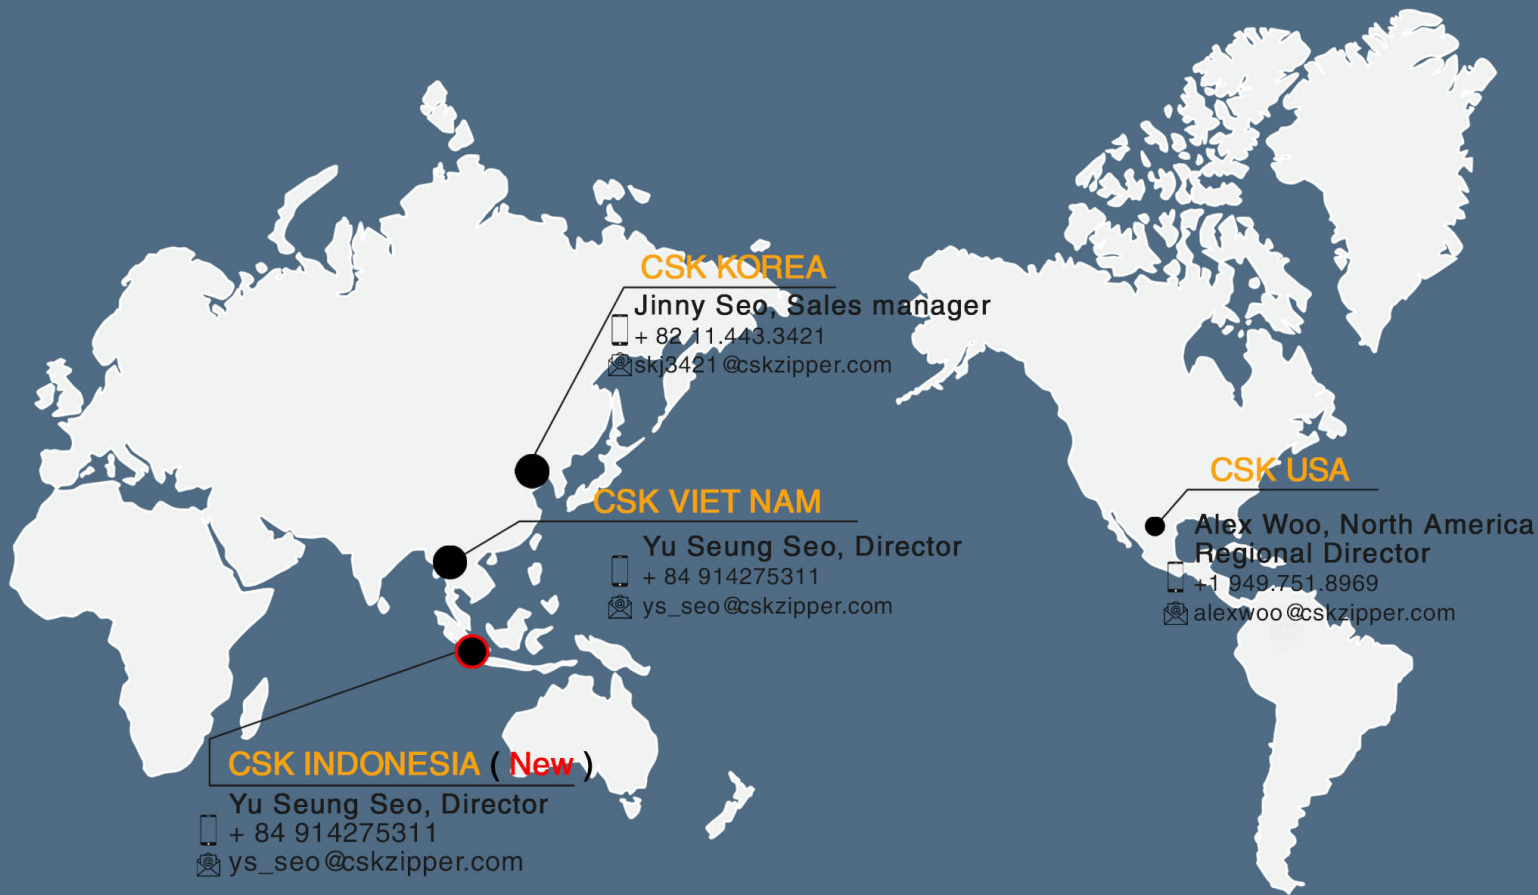 CSK KOREA
Jinny Seo, Sales manager
+ 82 11.443.3421
skj3421@cskzipper.com
CSK VIET NAM
Yu Seung Seo, Director
+ 84 914275311
ys_seo@cskzipper.com
CSK USA
Alex Woo, North America
Regional Director
+1 949.751.8969
alexwoo@cskzipper.com
CSK INDONESIA ( New )
Yu Seung Seo, Director
+ 84 914275311
ys_seo@cskzipper.com